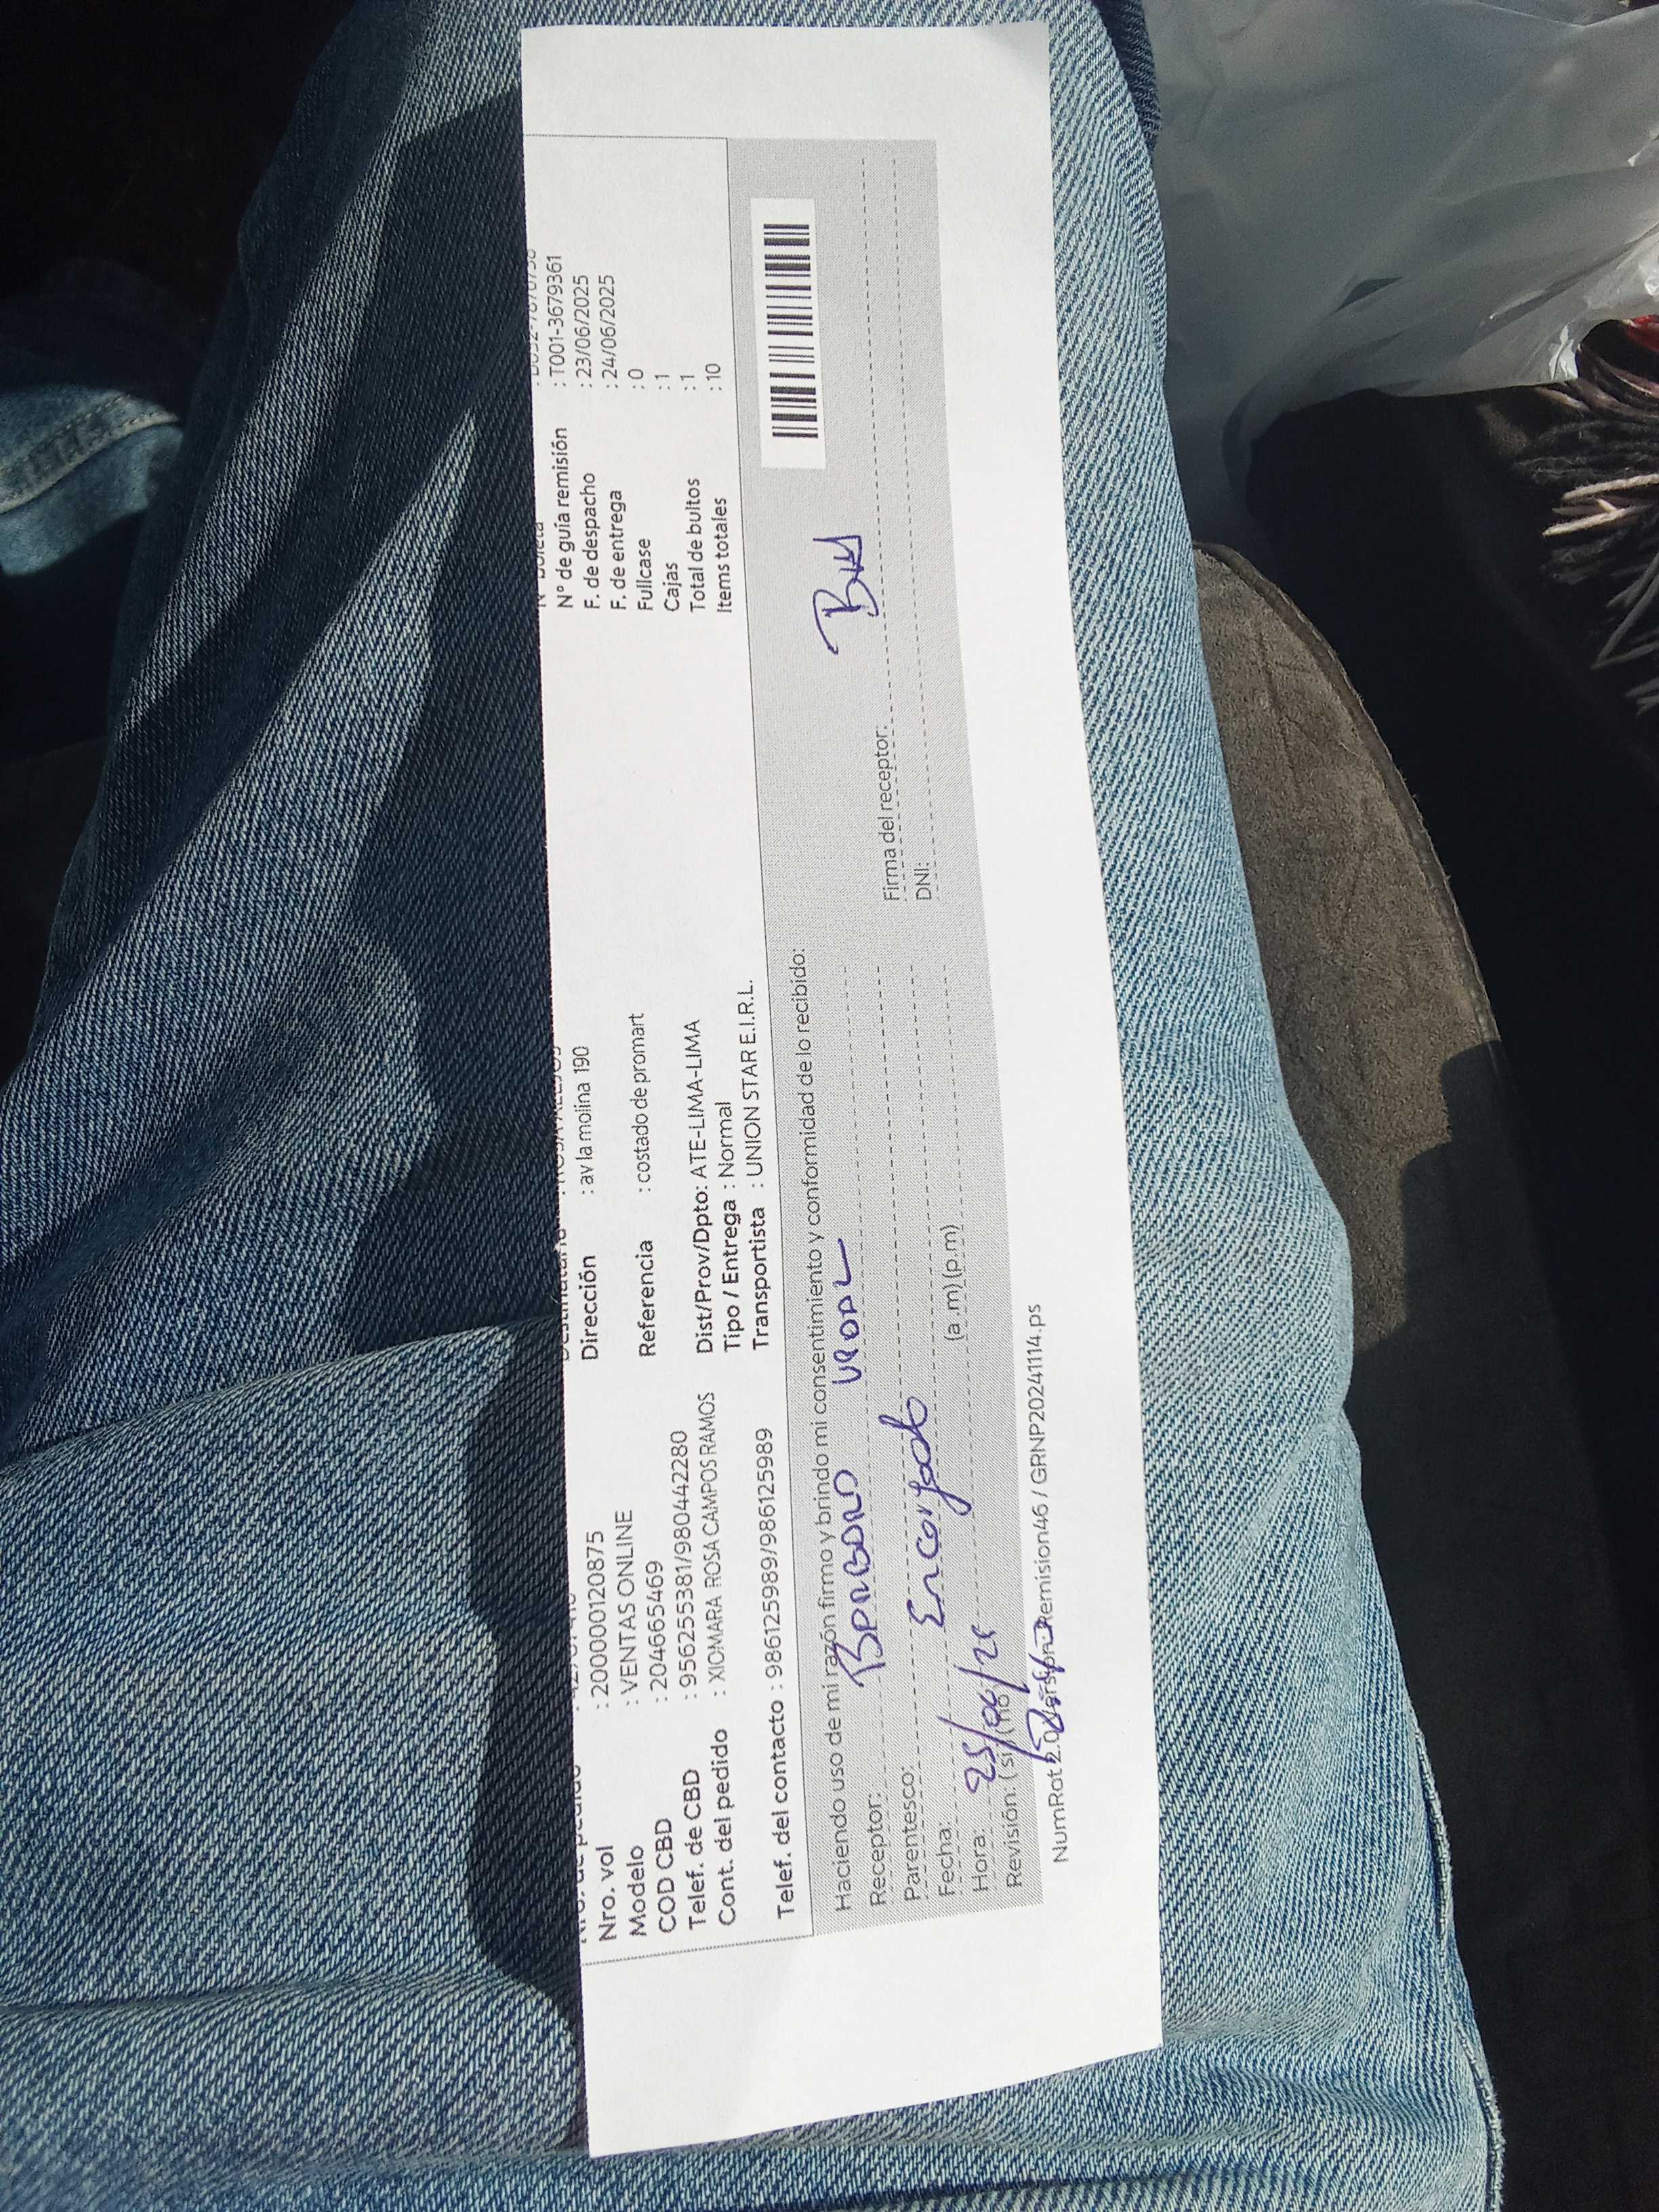 Nro. vol : 200000120875
Modelo : VENTAS ONLINE
COD CBD : 204665469
Telef. de CBD : 956255381/980442280
Cont. del pedido : XIOMARA ROSA CAMPOS RAMOS
Telef. del contacto : 986125989/986125989
Dirección : av la molina 190
Referencia : costado de promart
Dist/Prov/Dpto: ATE-LIMA-LIMA
Tipo / Entrega : Normal
Transportista : UNION STAR E.I.R.L.
N° boleta
N° de guía remisión : T001-3679361
F. de despacho : 23/06/2025
F. de entrega : 24/06/2025
Fullcase : 0
Cajas : 1
Total de bultos : 1
Items totales : 10
Haciendo uso de mi razón firmo y brindo mi consentimiento y conformidad de lo recibido:
Receptor:
Parentesco: Encargado
Fecha: 25/06/25
Hora: (a .m) (p.m)
Revisión: (si) (no)
Firma del receptor:
DNI:
Remision46 / GRNP20241114.ps